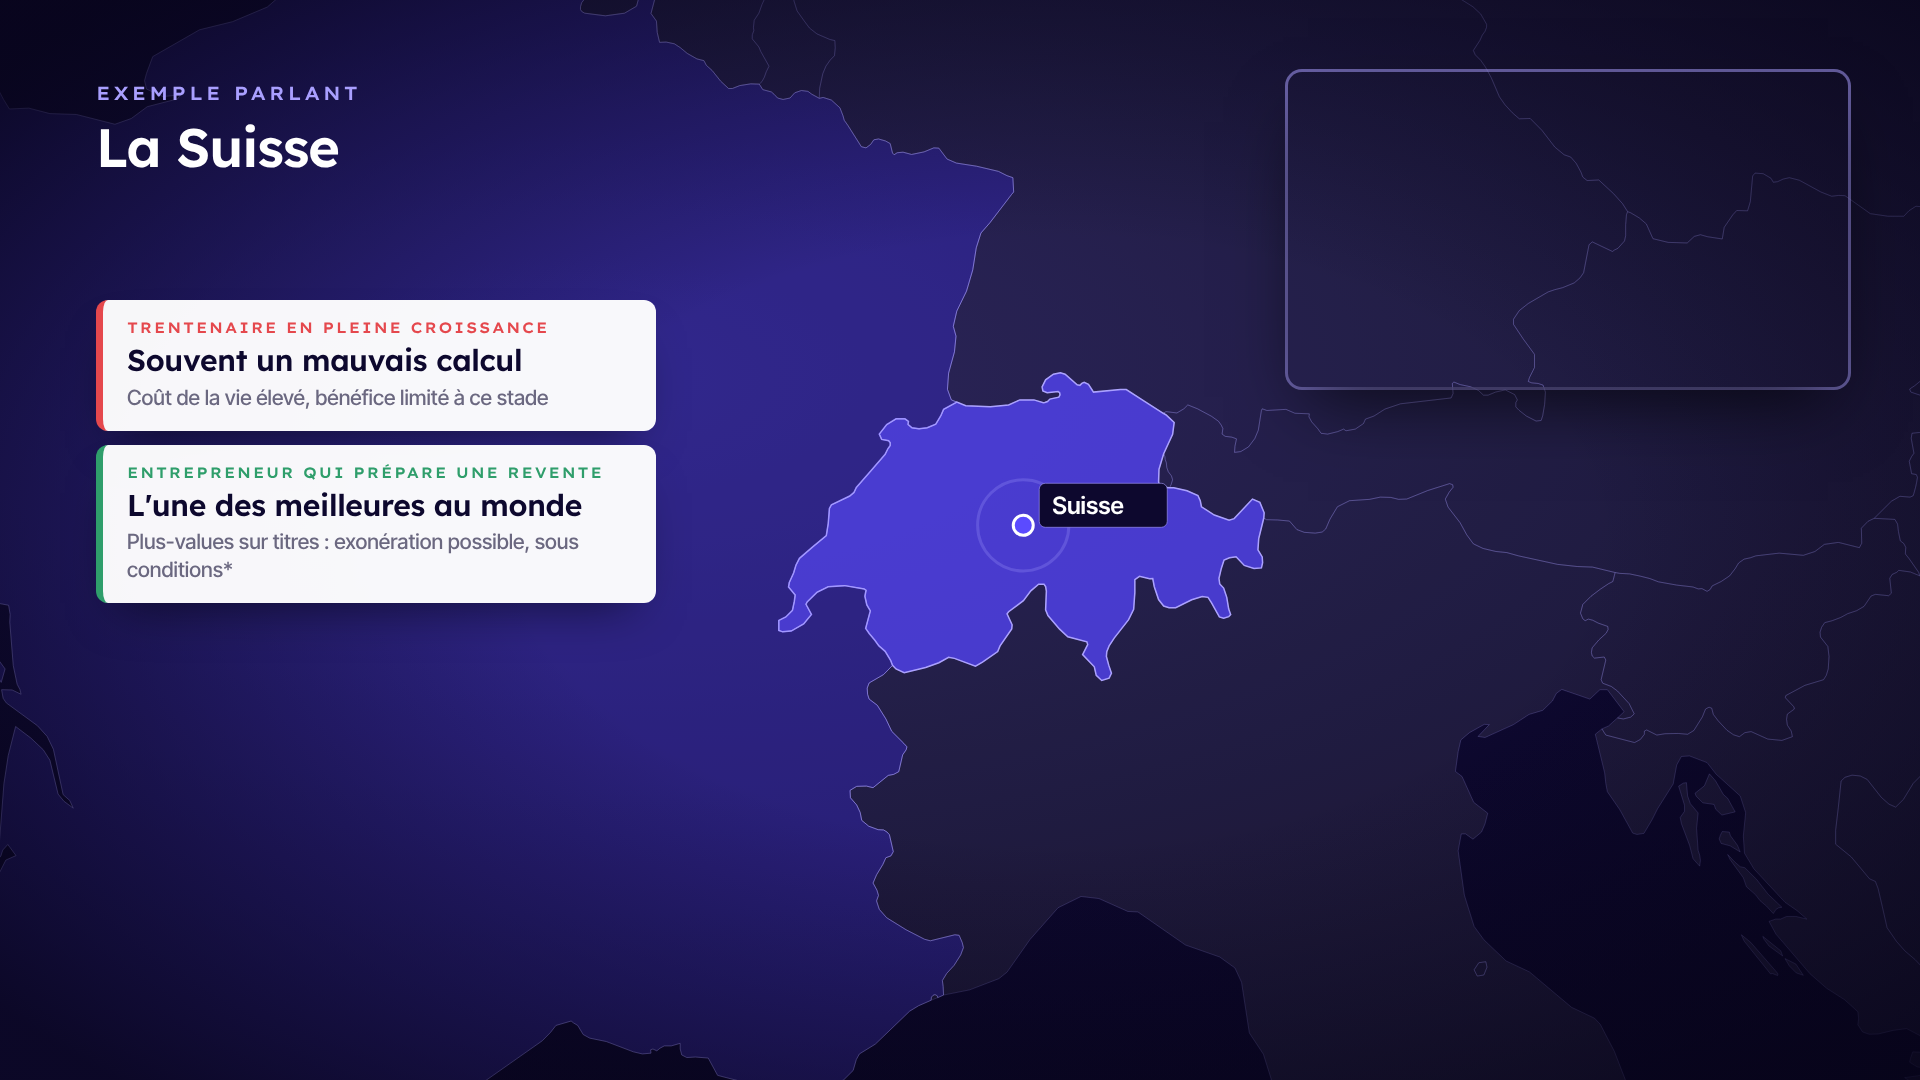 EXEMPLE PARLANT
La Suisse
TRENTENAIRE EN PLEINE CROISSANCE
Souvent un mauvais calcul
Coût de la vie élevé, bénéfice limité à ce stade
ENTREPRENEUR QUI PRÉPARE UNE REVENTE
L'une des meilleures au monde
Plus-values sur titres : exonération possible, sous
conditions*
Suisse